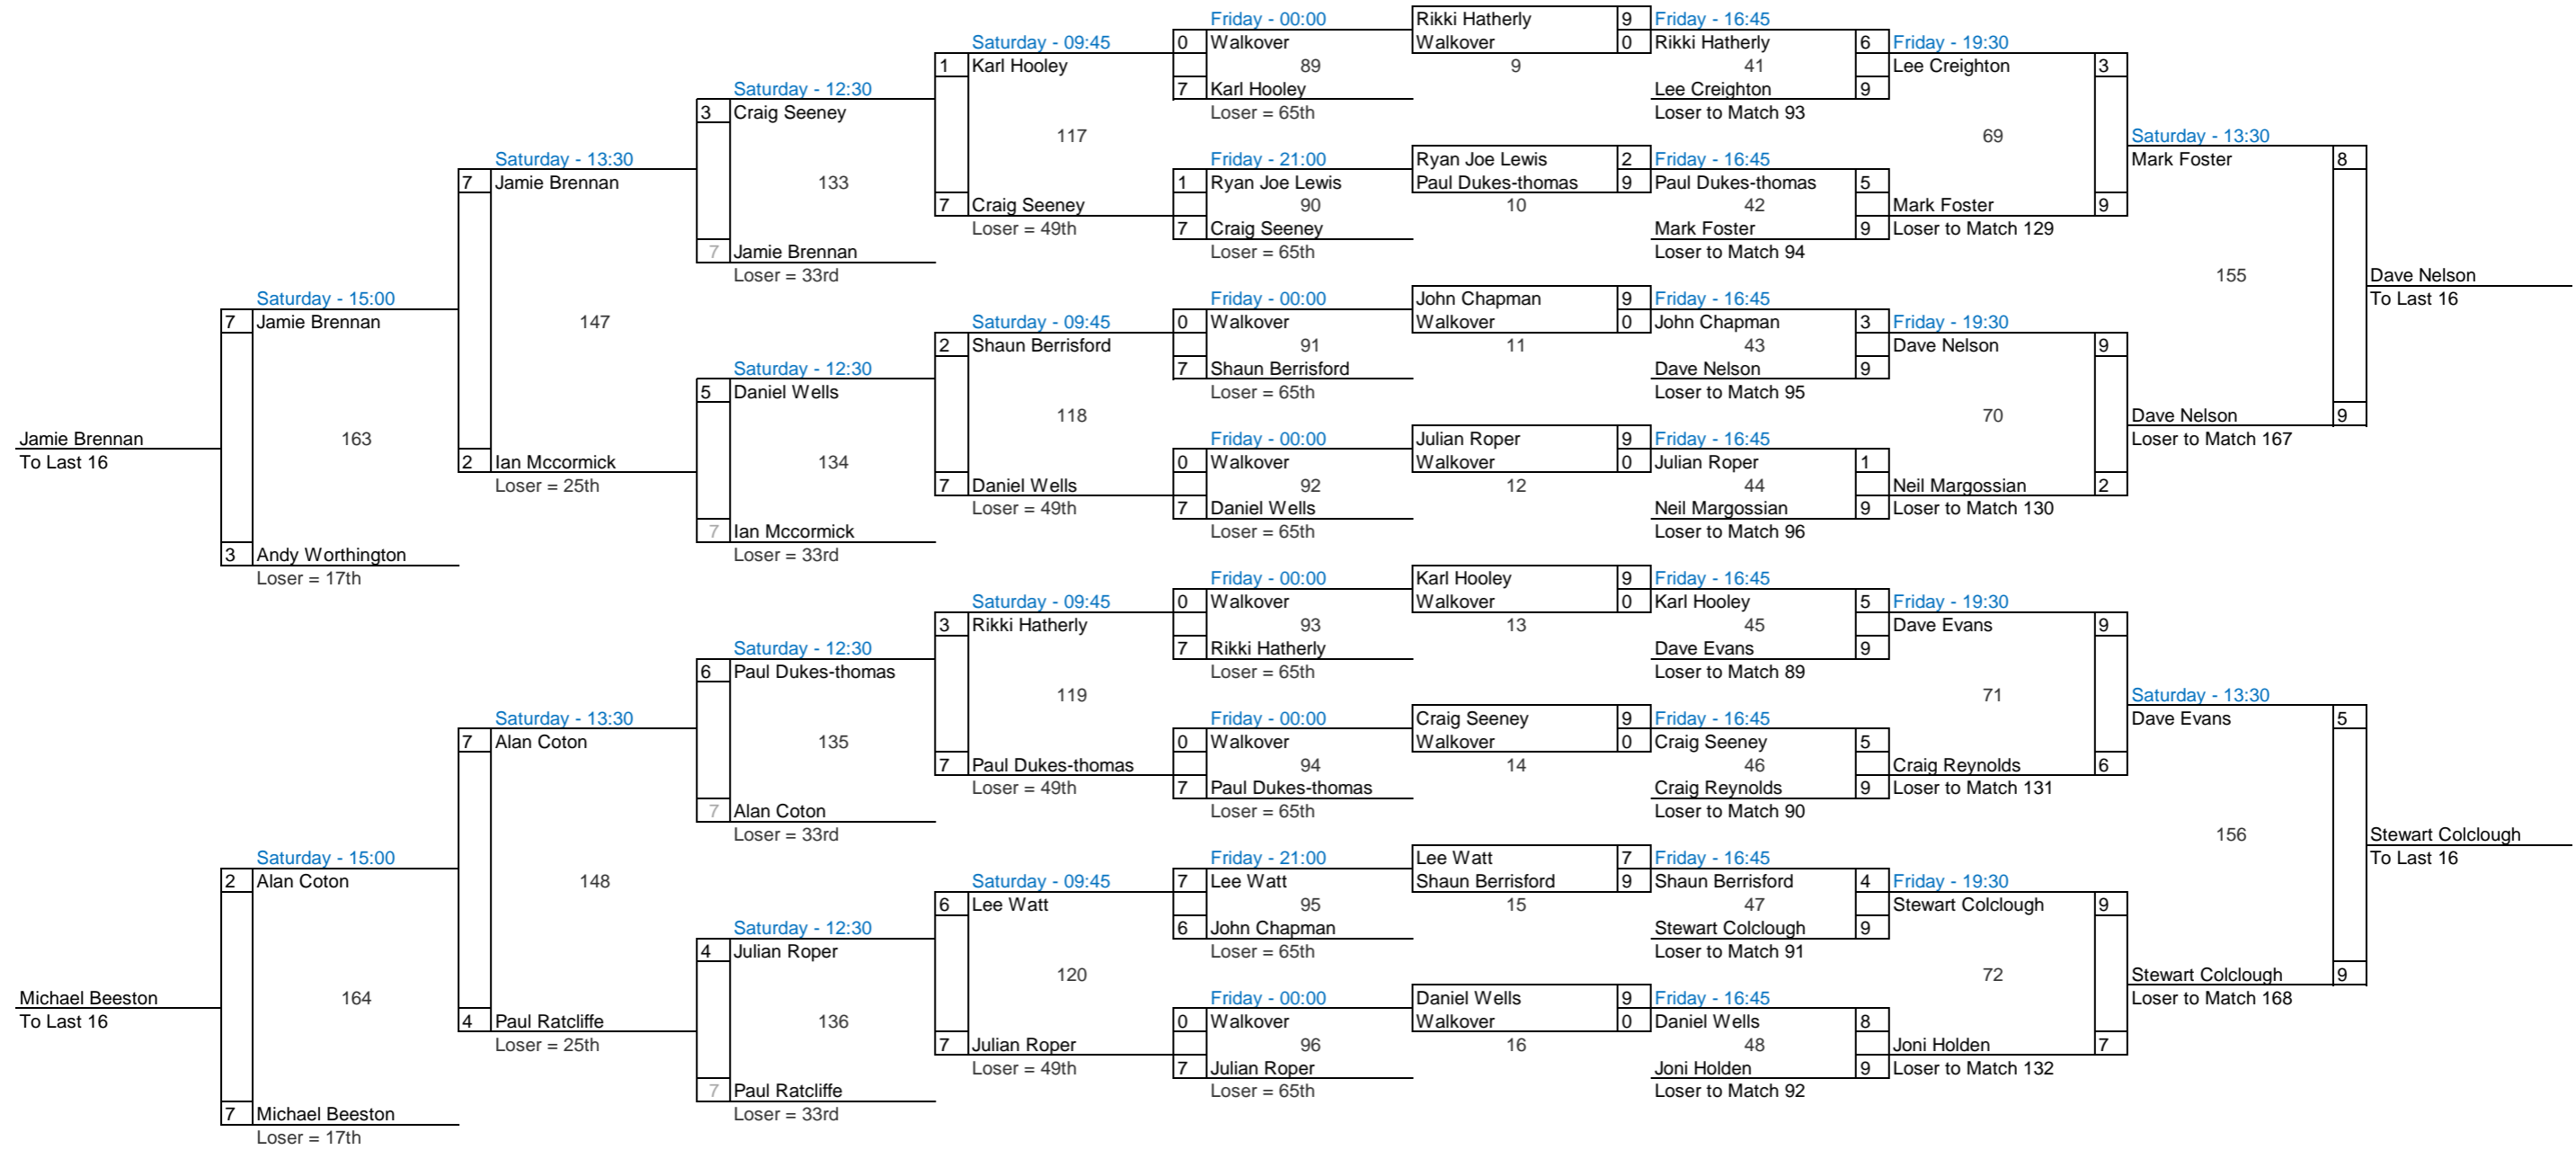 Friday - 00:00 Rikki Hatherly 9 Friday - 16:45
Saturday - 09:45 0 Walkover Walkover 0 Rikki Hatherly 6 Friday - 19:30
1 Karl Hooley 89 9 41 Lee Creighton 3
Saturday - 12:30 7 Karl Hooley Lee Creighton 9
3 Craig Seeney Loser = 65th Loser to Match 93
117 69 Saturday - 13:30
Saturday - 13:30 Friday - 21:00 Ryan Joe Lewis 2 Friday - 16:45 Mark Foster 8
7 Jamie Brennan 133 1 Ryan Joe Lewis Paul Dukes-thomas 9 Paul Dukes-thomas 5
7 Craig Seeney 90 10 42 Mark Foster 9
Loser = 49th 7 Craig Seeney Mark Foster 9 Loser to Match 129
7 Jamie Brennan Loser = 65th Loser to Match 94
Loser = 33rd 155 Dave Nelson
Saturday - 15:00 Friday - 00:00 John Chapman 9 Friday - 16:45 To Last 16
7 Jamie Brennan 147 Saturday - 09:45 0 Walkover Walkover 0 John Chapman 3 Friday - 19:30
2 Shaun Berrisford 91 11 43 Dave Nelson 9
Saturday - 12:30 7 Shaun Berrisford Dave Nelson 9
5 Daniel Wells Loser = 65th Loser to Match 95
118 70 Dave Nelson 9
Jamie Brennan 163 Friday - 00:00 Julian Roper 9 Friday - 16:45 Loser to Match 167
To Last 16 2 Ian Mccormick 134 0 Walkover Walkover 0 Julian Roper 1
Loser = 25th 7 Daniel Wells 92 12 44 Neil Margossian 2
Loser = 49th 7 Daniel Wells Neil Margossian 9 Loser to Match 130
7 Ian Mccormick Loser = 65th Loser to Match 96
3 Andy Worthington Loser = 33rd
Loser = 17th Friday - 00:00 Karl Hooley 9 Friday - 16:45
Saturday - 09:45 0 Walkover Walkover 0 Karl Hooley 5 Friday - 19:30
3 Rikki Hatherly 93 13 45 Dave Evans 9
Saturday - 12:30 7 Rikki Hatherly Dave Evans 9
6 Paul Dukes-thomas Loser = 65th Loser to Match 89
119 71 Saturday - 13:30
Saturday - 13:30 Friday - 00:00 Craig Seeney 9 Friday - 16:45 Dave Evans 5
7 Alan Coton 135 0 Walkover Walkover 0 Craig Seeney 5
7 Paul Dukes-thomas 94 14 46 Craig Reynolds 6
Loser = 49th 7 Paul Dukes-thomas Craig Reynolds 9 Loser to Match 131
7 Alan Coton Loser = 65th Loser to Match 90
Loser = 33rd 156 Stewart Colclough
Saturday - 15:00 Friday - 21:00 Lee Watt 7 Friday - 16:45 To Last 16
2 Alan Coton 148 Saturday - 09:45 7 Lee Watt Shaun Berrisford 9 Shaun Berrisford 4 Friday - 19:30
6 Lee Watt 95 15 47 Stewart Colclough 9
Saturday - 12:30 6 John Chapman Stewart Colclough 9
4 Julian Roper Loser = 65th Loser to Match 91
120 72 Stewart Colclough 9
Michael Beeston 164 Friday - 00:00 Daniel Wells 9 Friday - 16:45 Loser to Match 168
To Last 16 4 Paul Ratcliffe 136 0 Walkover Walkover 0 Daniel Wells 8
Loser = 25th 7 Julian Roper 96 16 48 Joni Holden 7
Loser = 49th 7 Julian Roper Joni Holden 9 Loser to Match 132
7 Paul Ratcliffe Loser = 65th Loser to Match 92
7 Michael Beeston Loser = 33rd
Loser = 17th